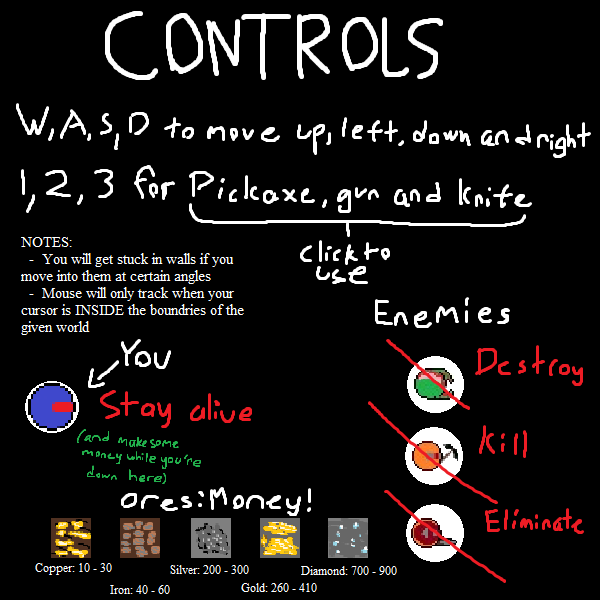 CONTROLS
W, A, S, D to move up, left, down and right
1, 2, 3 for Pickaxe, gun and knife
click to
use
NOTES:
- You will get stuck in walls if you
move into them at certain angles
- Mouse will only track when your
cursor is INSIDE the boundries of the
given world
Enemies
You
Stay alive
(and make some
money while you're
down here)
Destroy
Kill
Eliminate
ores:Money!
Copper: 10 - 30
Iron: 40 - 60
Silver: 200 - 300
Gold: 260 - 410
Diamond: 700 - 900